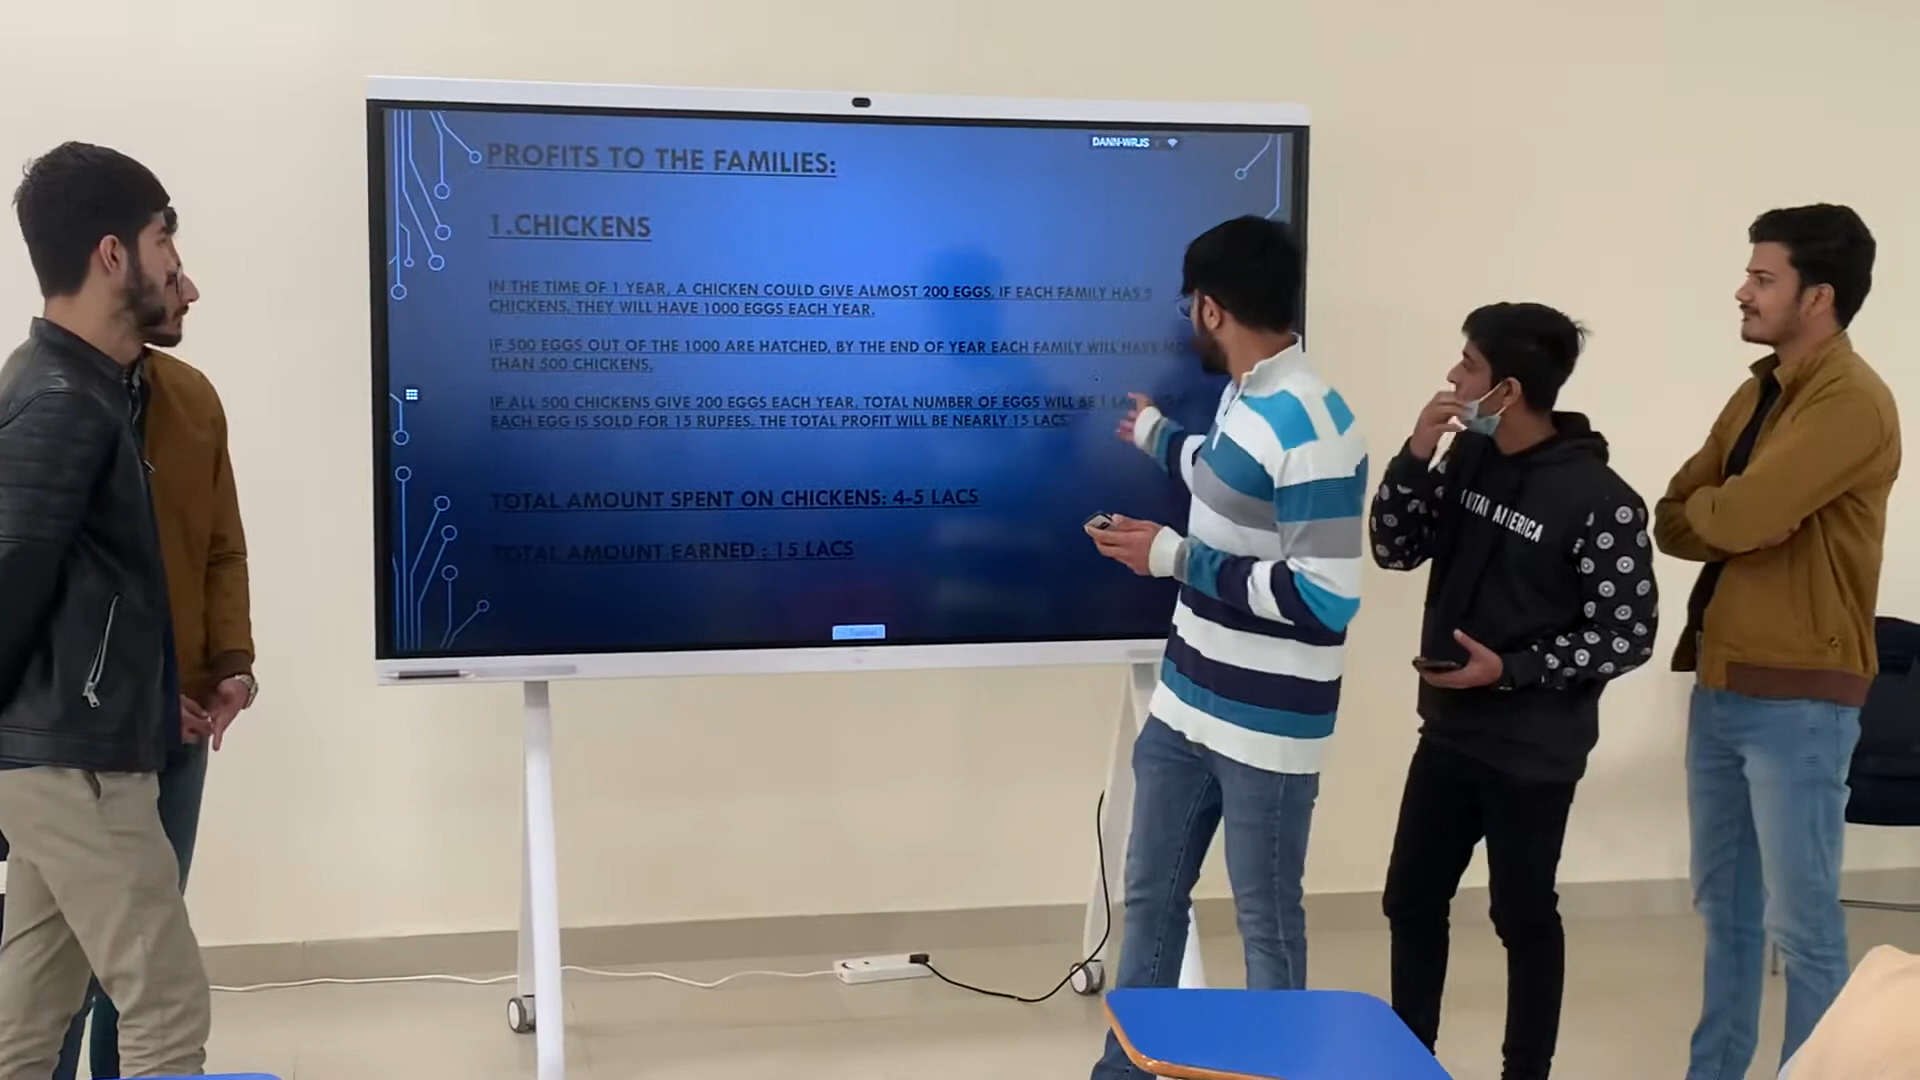 DANN-WRJS
PROFITS TO THE FAMILIES:
1.CHICKENS
IN THE TIME OF 1 YEAR, A CHICKEN COULD GIVE ALMOST 200 EGGS. IF EACH FAMILY HAS 5
CHICKENS. THEY WILL HAVE 1000 EGGS EACH YEAR.
IF 500 EGGS OUT OF THE 1000 ARE HATCHED, BY THE END OF YEAR EACH FAMILY WILL HAVE
THAN 500 CHICKENS.
IF ALL 500 CHICKENS GIVE 200 EGGS EACH YEAR. TOTAL NUMBER OF EGGS WILL BE 1
EACH EGG IS SOLD FOR 15 RUPEES. THE TOTAL PROFIT WILL BE NEARLY 15 LACS.
TOTAL AMOUNT SPENT ON CHICKENS: 4-5 LACS
TOTAL AMOUNT EARNED : 15 LACS